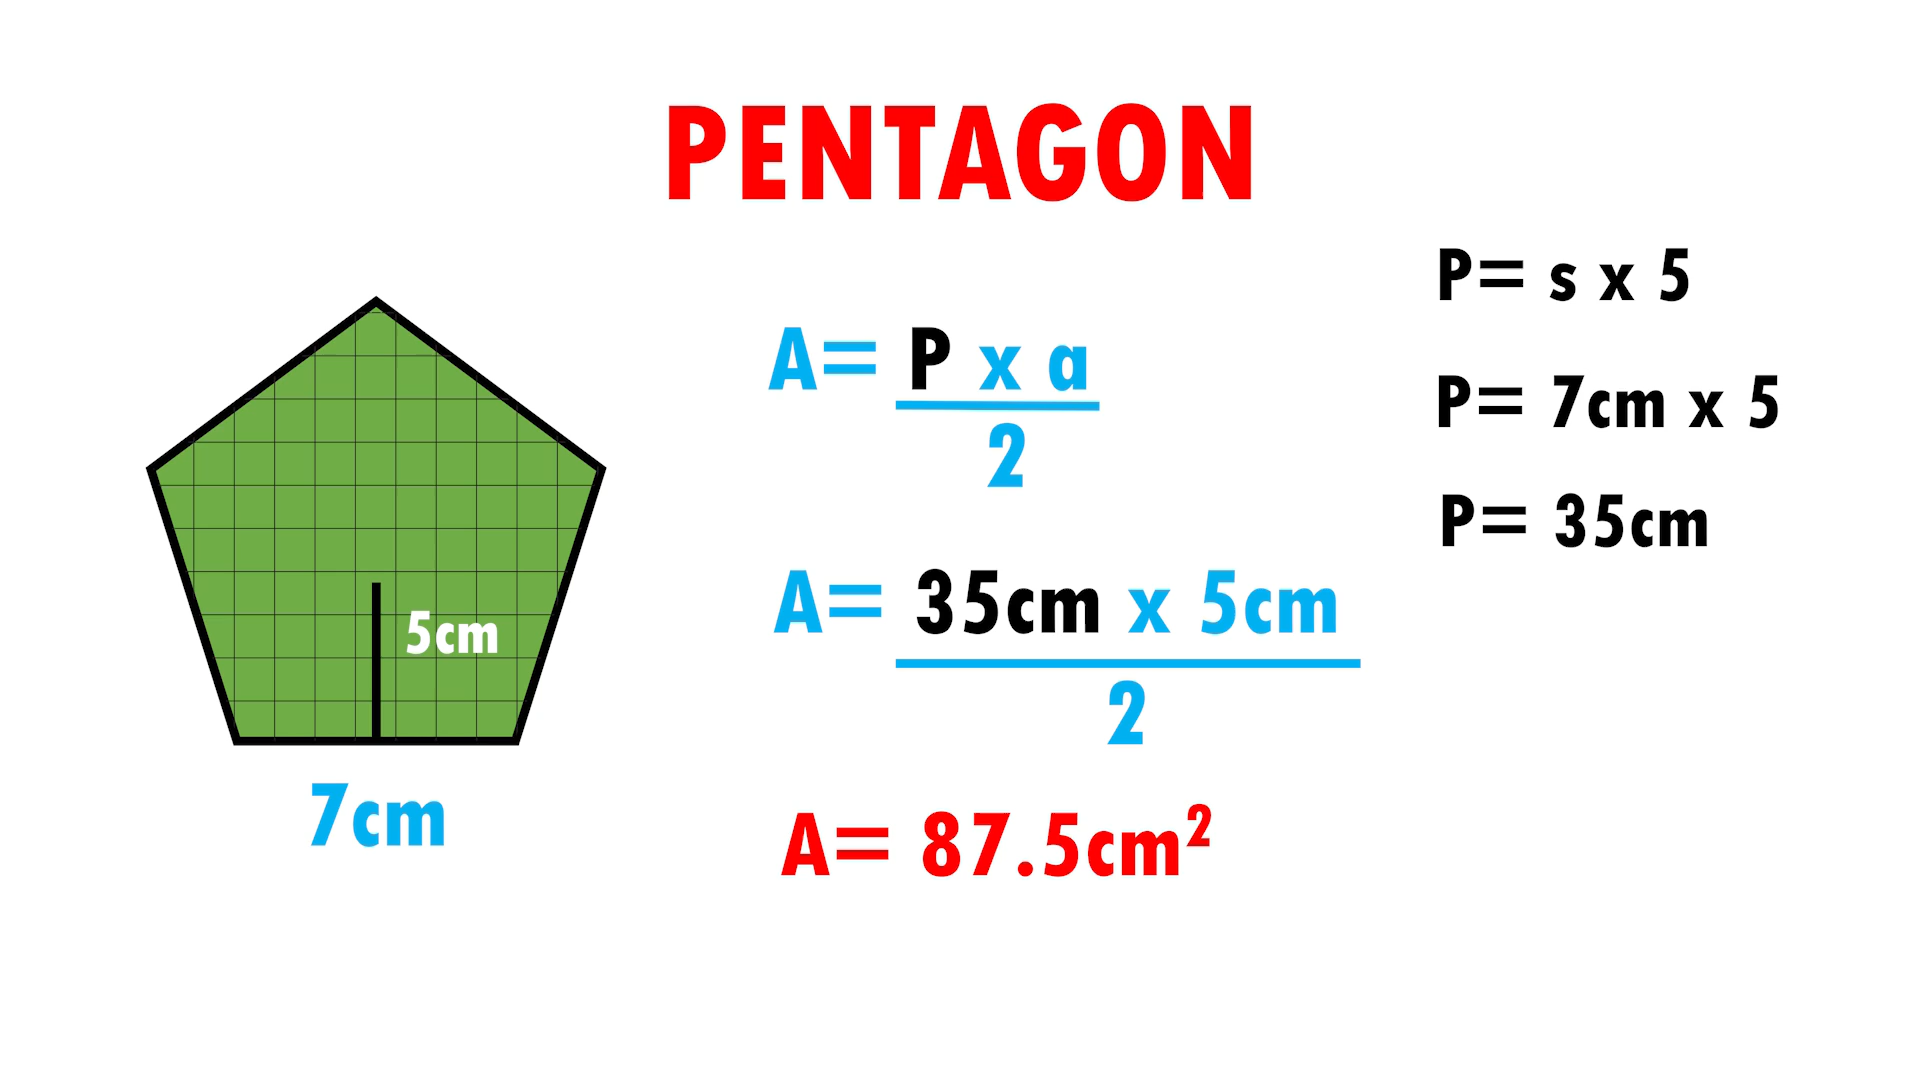 PENTAGON
A= P x a
2
A= 35cm x 5cm
2
A= 87.5cm²
P= s x 5
P= 7cm x 5
P= 35cm
5cm
7cm